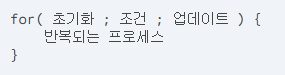 for( 초기화 ; 조건 ; 업데이트 ) {
    반복되는 프로세스
}